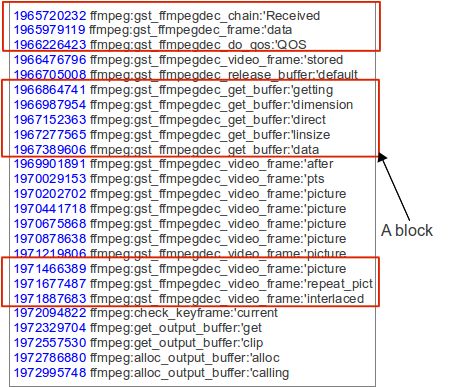 1965720232 ffmpeg:gst_ffmpegdec_chain:'Received
1965979119 ffmpeg:gst_ffmpegdec_frame:'data
1966226423 ffmpeg:gst_ffmpegdec_do_qos:'QOS
1966476796 ffmpeg:gst_ffmpegdec_video_frame:'stored
1966705008 ffmpeg:gst_ffmpegdec_release_buffer:'default
1966864741 ffmpeg:gst_ffmpegdec_get_buffer:'getting
1966987954 ffmpeg:gst_ffmpegdec_get_buffer:'dimension
1967152363 ffmpeg:gst_ffmpegdec_get_buffer:'direct
1967277565 ffmpeg:gst_ffmpegdec_get_buffer:'linsize
1967389606 ffmpeg:gst_ffmpegdec_get_buffer:'data
1969901891 ffmpeg:gst_ffmpegdec_video_frame:'after
1970029153 ffmpeg:gst_ffmpegdec_video_frame:'pts
1970202702 ffmpeg:gst_ffmpegdec_video_frame:'picture
1970441718 ffmpeg:gst_ffmpegdec_video_frame:'picture
1970675868 ffmpeg:gst_ffmpegdec_video_frame:'picture
1970878638 ffmpeg:gst_ffmpegdec_video_frame:'picture
1971219806 ffmpeg:gst_ffmpegdec_video_frame:'picture
1971466389 ffmpeg:gst_ffmpegdec_video_frame:'picture
1971677487 ffmpeg:gst_ffmpegdec_video_frame:'repeat_pict
1971887683 ffmpeg:gst_ffmpegdec_video_frame:'interlaced
1972094822 ffmpeg:check_keyframe:'current
1972329704 ffmpeg:get_output_buffer:'get
1972557530 ffmpeg:get_output_buffer:'clip
1972786880 ffmpeg:alloc_output_buffer:'alloc
1972995748 ffmpeg:alloc_output_buffer:'calling
A block